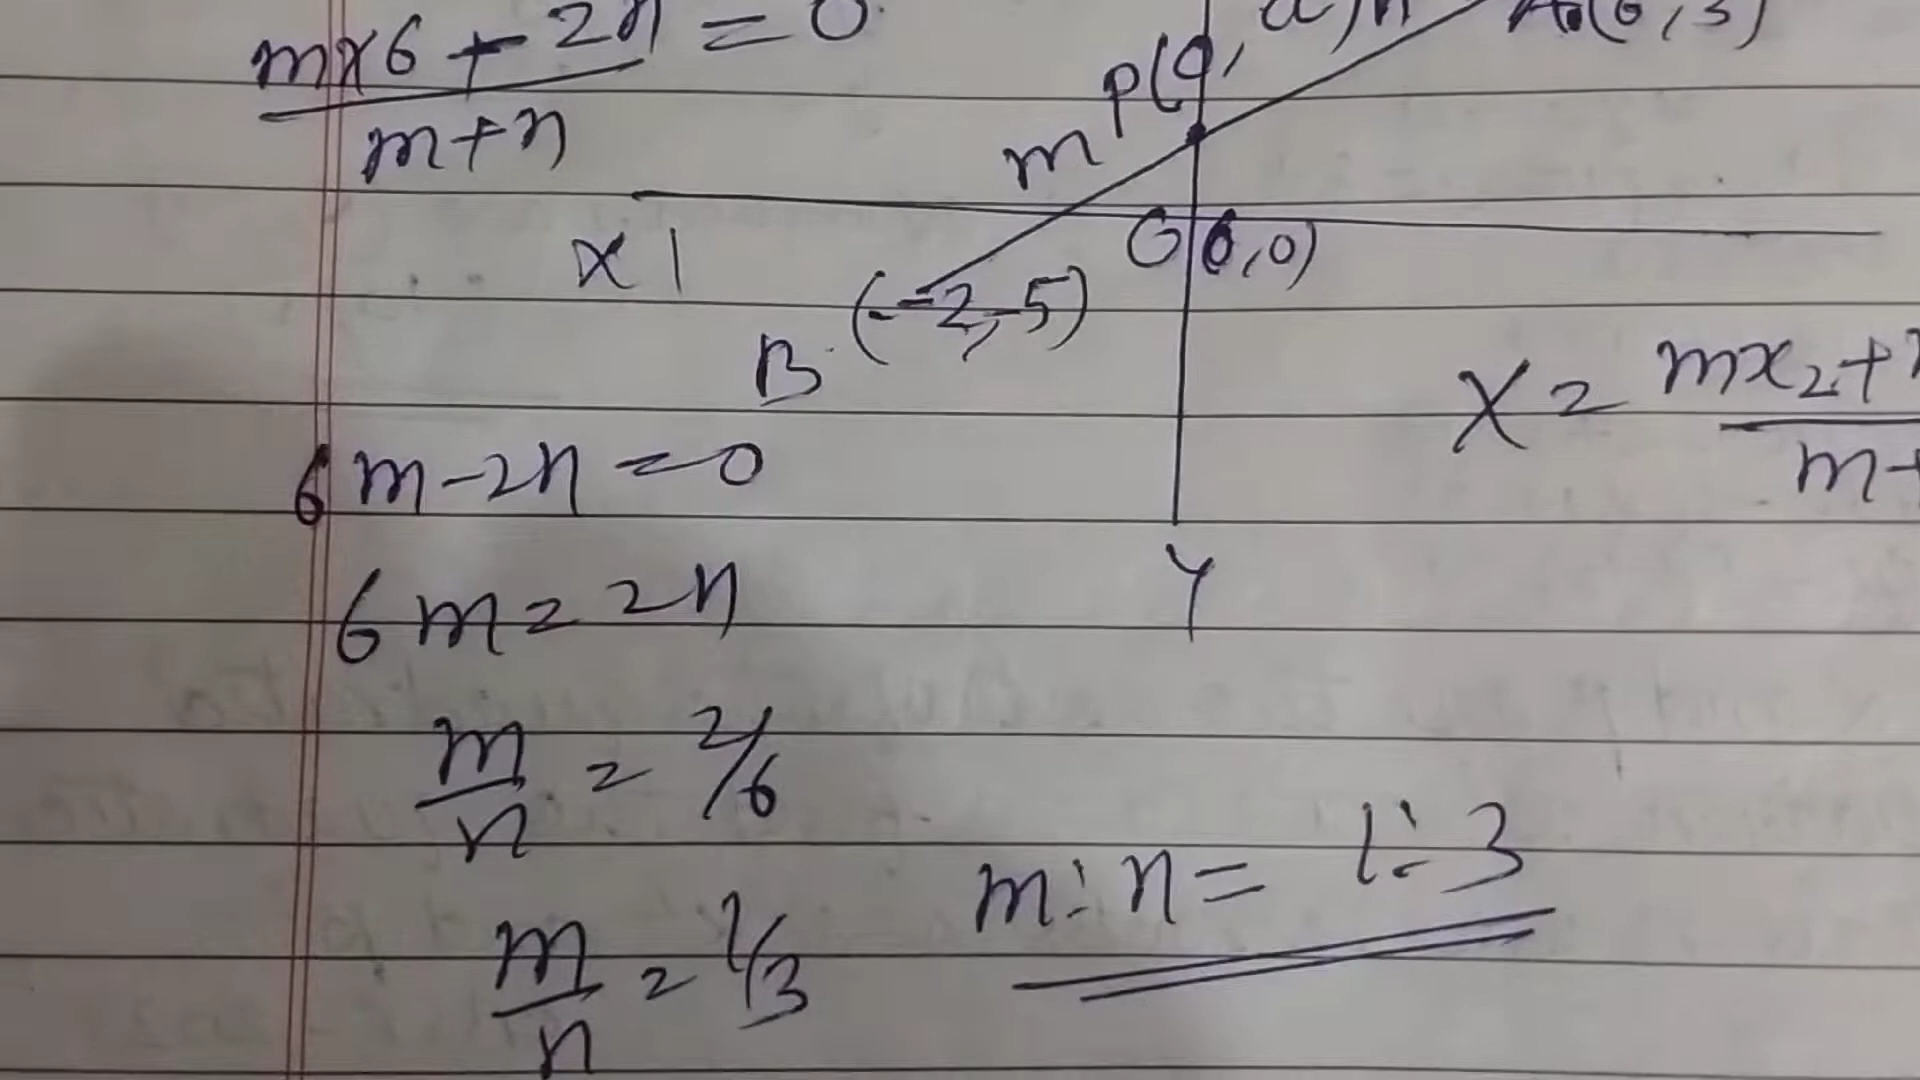 mx6 + 2n = 0
m+n
P(0, a) n
A(6, 3)
m
O(0,0)
x |
(-2,-5)
B
X = mx2+
m+
6m-2n=0
6m=2n
Y
m/n = 2/6
m:n = 1:3
m/n = 1/3